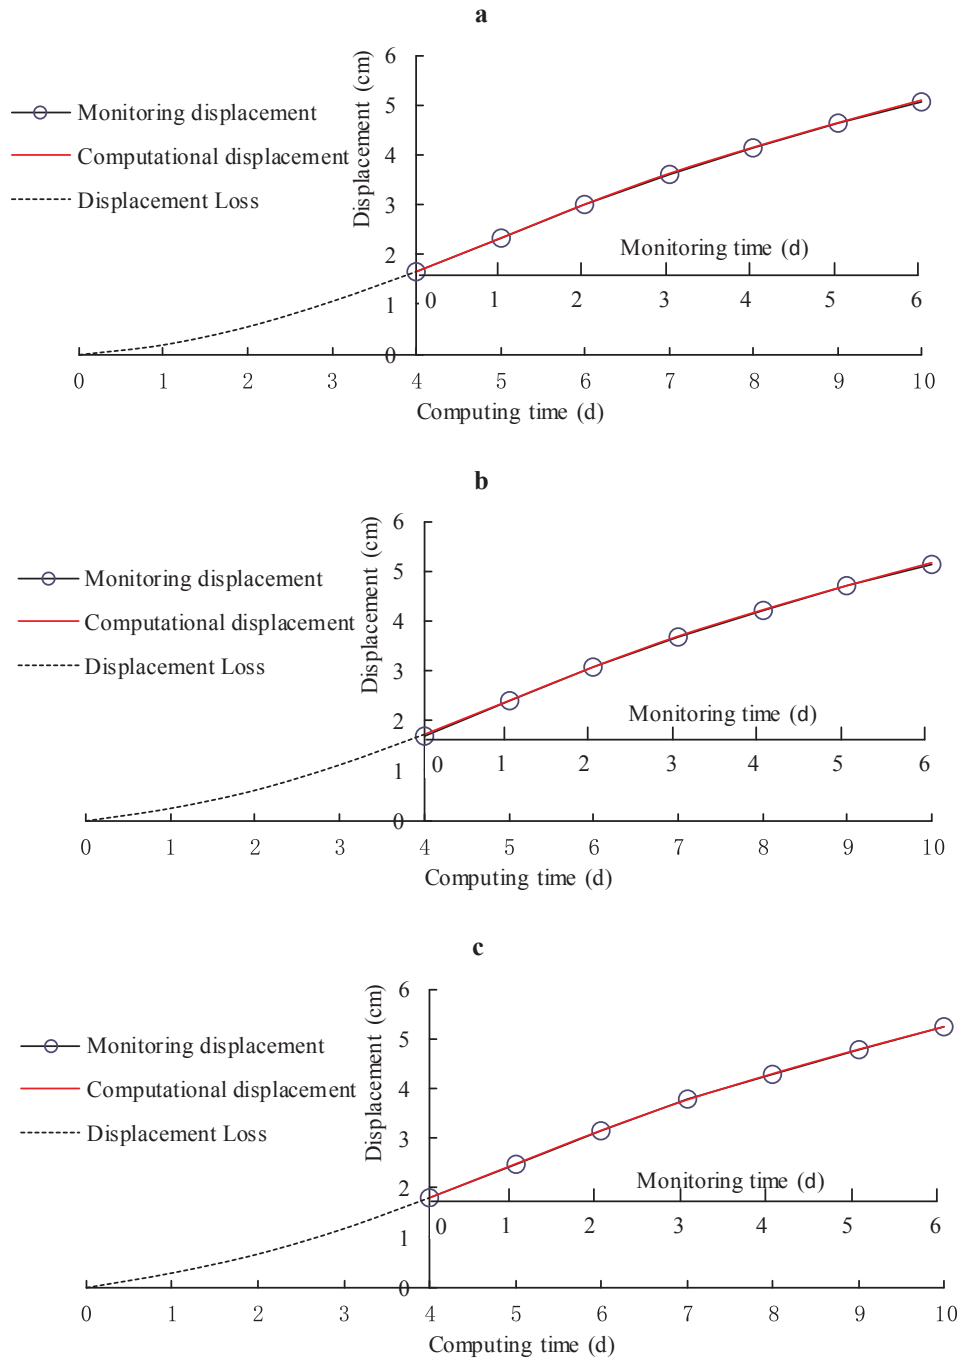 a
6
5
4
3
2
1
0
Displacement (cm)
Monitoring displacement
Computational displacement
Displacement Loss
Monitoring time (d)
0 1 2 3 4 5 6
0 1 2 3 4 5 6 7 8 9 10
Computing time (d)
b
6
5
4
3
2
1
0
Displacement (cm)
Monitoring displacement
Computational displacement
Displacement Loss
Monitoring time (d)
0 1 2 3 4 5 6
0 1 2 3 4 5 6 7 8 9 10
Computing time (d)
c
6
5
4
3
2
1
0
Displacement (cm)
Monitoring displacement
Computational displacement
Displacement Loss
Monitoring time (d)
0 1 2 3 4 5 6
0 1 2 3 4 5 6 7 8 9 10
Computing time (d)